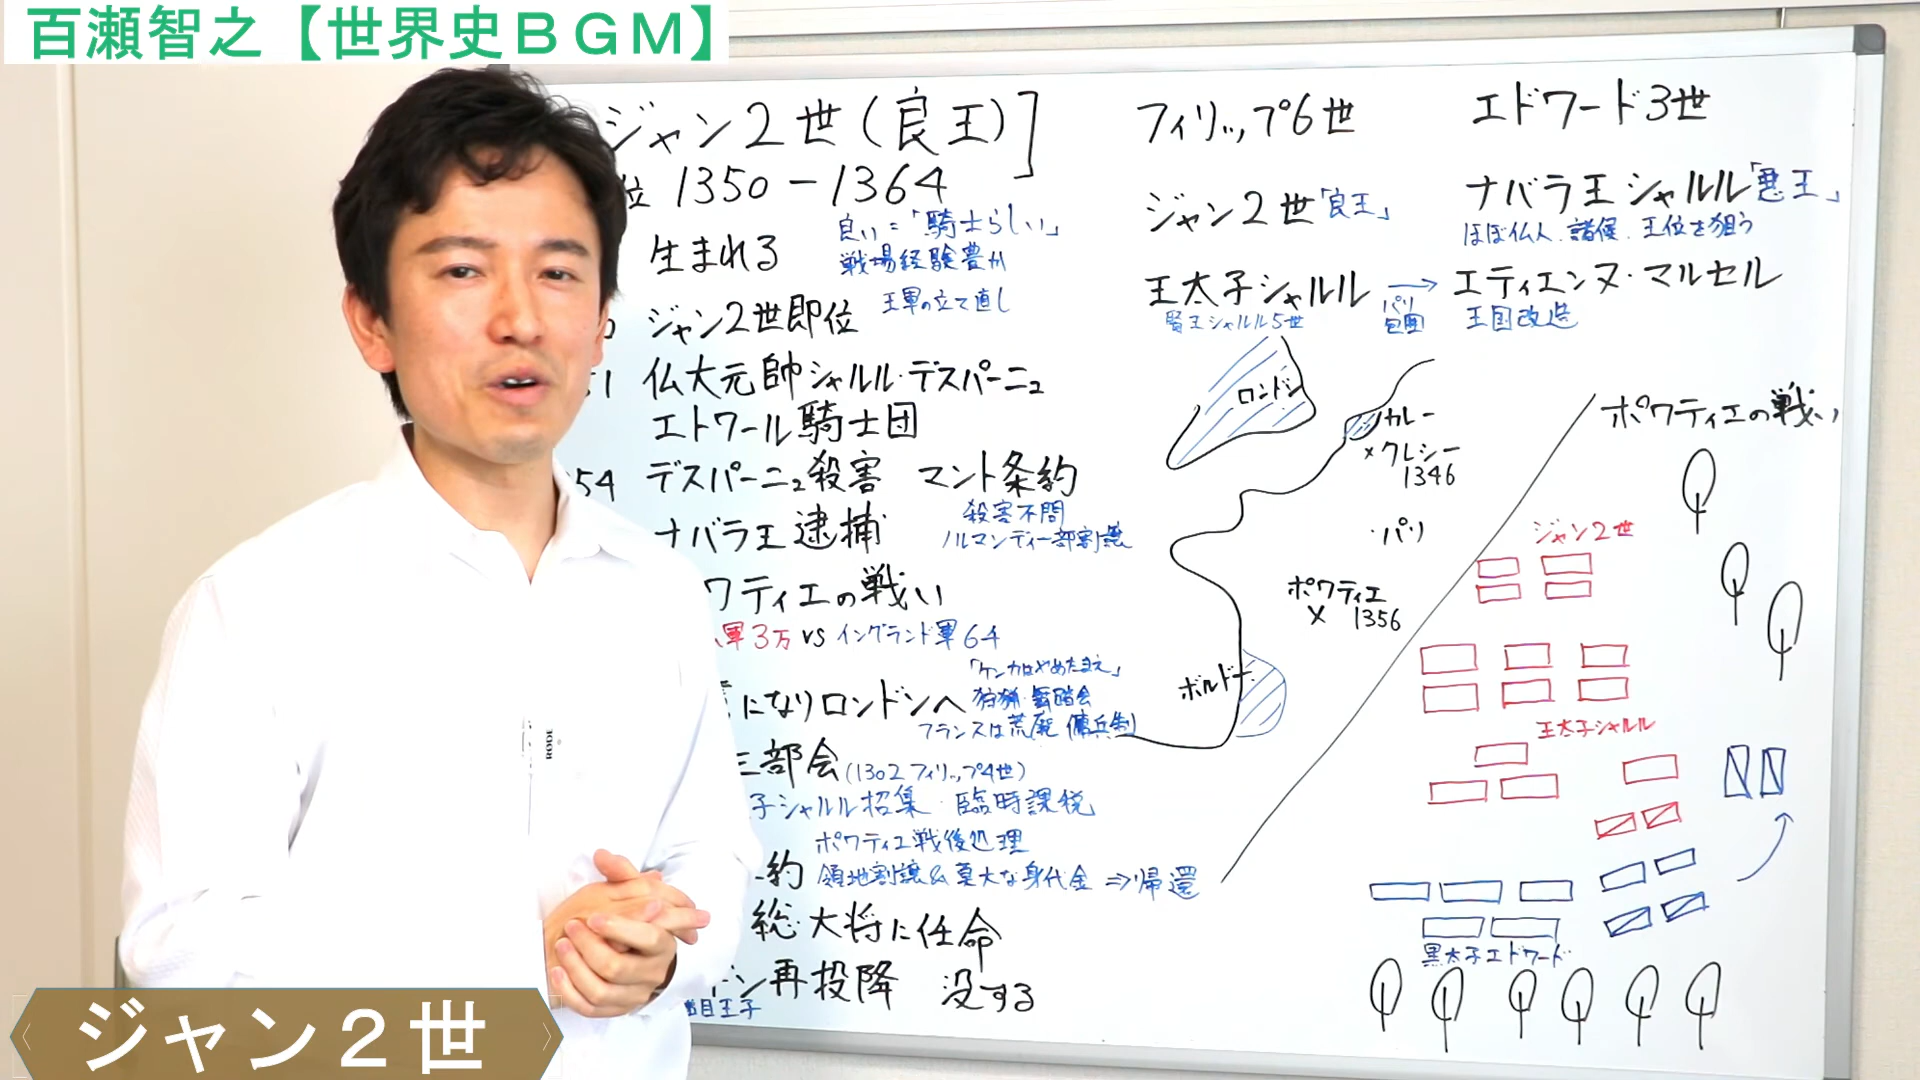 百瀬智之【世界史BGM】
ジャン2世(良王)]
位 1350-1364
良い=「騎士らしい」
生まれる
戦場経験豊か
王軍の立て直し
ジャン2世即位
仏大元帥シャルル・デスパーニュ
エトワール騎士団
54 デスパーニュ殺害 マント条約
殺害不問
ナバラ王逮捕
ノルマンディー部割譲
ワティエの戦い
軍3万 vs イングランド軍6千
「ケンカはやめたまえ」
になりロンドンへ 狩猟・舞踏会
フランスは荒廃 傭兵制
三部会(1302フィリップ4世)
子シャルル招集・臨時課税
ポワティエ戦後処理
約 領地割譲&莫大な身代金⇒帰還
総大将に任命
ン再投降 没する
目王子
フィリップ6世
エドワード3世
ジャン2世「良王」
ナバラ王シャルル「悪王」
ほぼ仏人、諸侯、王位を狙う
王太子シャルル → エティエンヌ・マルセル
賢王シャルル5世
パリ包囲
王国改造
ロンドン
カレー
×クレシー
1346
・パリ
ポワティエ
× 1356
ボルドー
ポワティエの戦い
ジャン2世
王太子シャルル
黒太子エドワード
ジャン2世